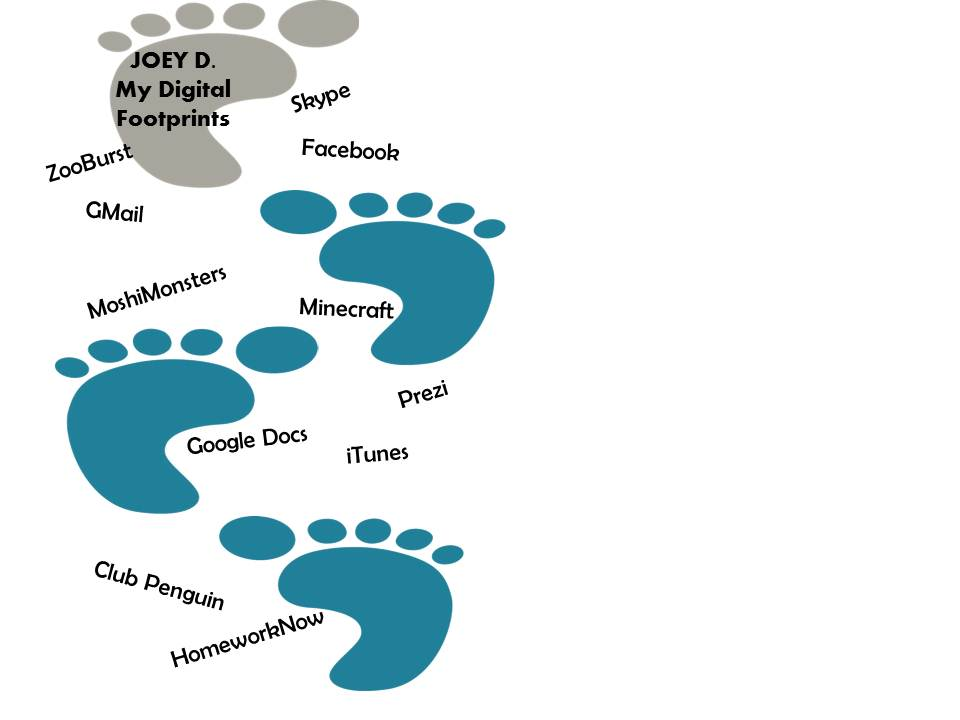 JOEY D.
My Digital
Footprints
Skype
Facebook
ZooBurst
GMail
MoshiMonsters
Minecraft
Prezi
Google Docs
iTunes
Club Penguin
HomeworkNow